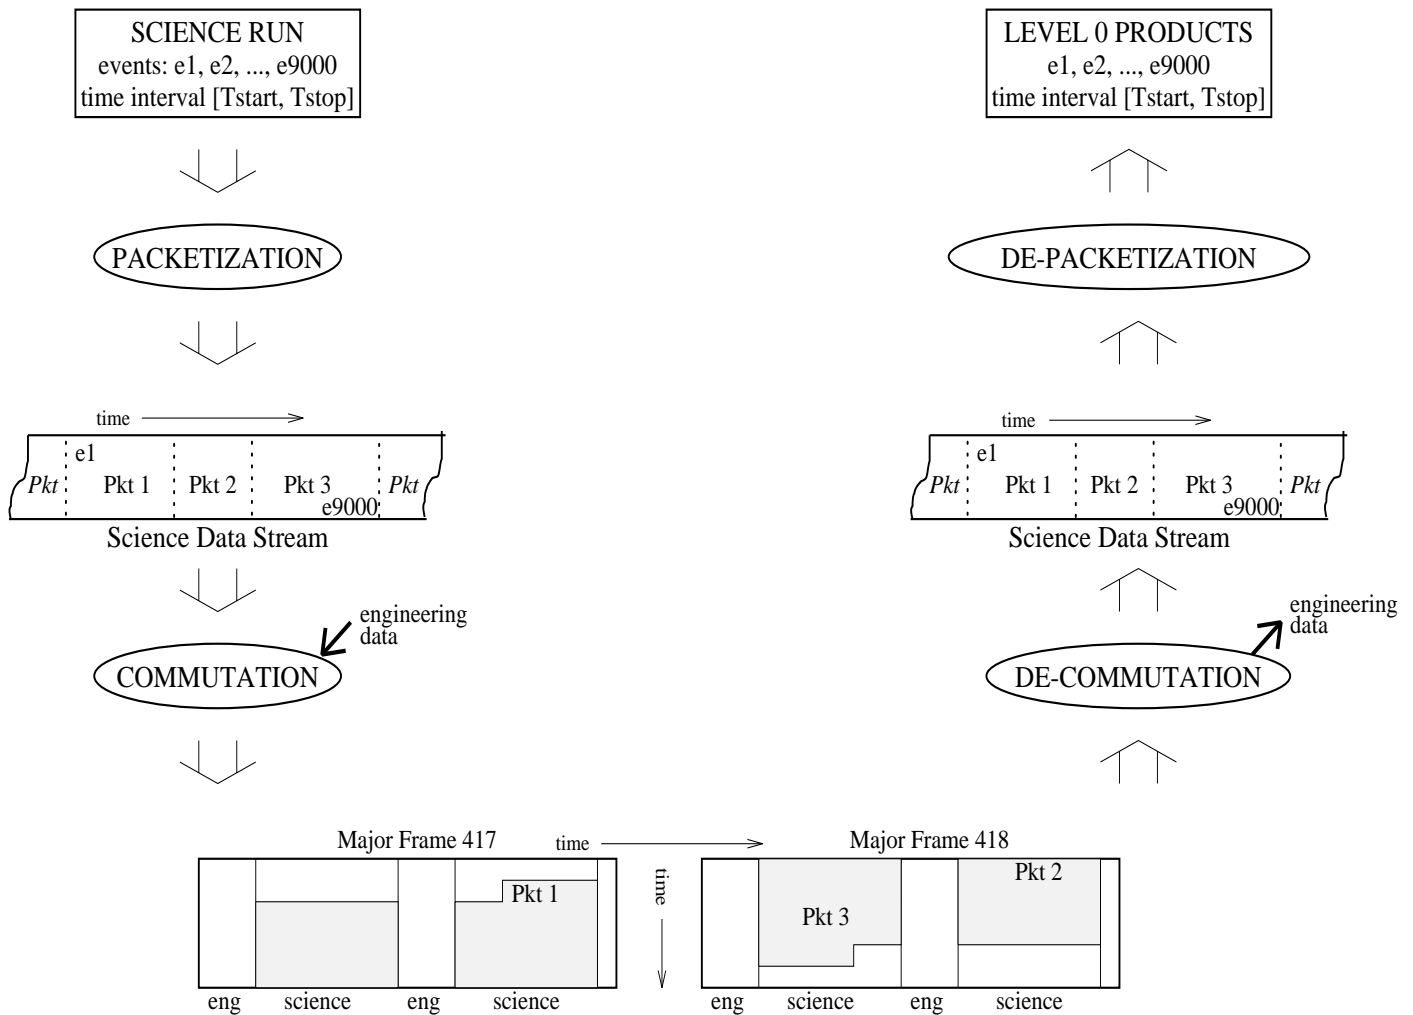 SCIENCE RUN
events: e1, e2, ..., e9000
time interval [Tstart, Tstop]
PACKETIZATION
time
e1
Pkt
Pkt 1
Pkt 2
Pkt 3
Pkt
e9000
Science Data Stream
engineering
data
COMMUTATION
LEVEL 0 PRODUCTS
e1, e2, ..., e9000
time interval [Tstart, Tstop]
DE-PACKETIZATION
time
e1
Pkt
Pkt 1
Pkt 2
Pkt 3
Pkt
e9000
Science Data Stream
engineering
data
DE-COMMUTATION
Major Frame 417
time
Major Frame 418
Pkt 1
time
Pkt 3
Pkt 2
eng
science
eng
science
eng
science
eng
science